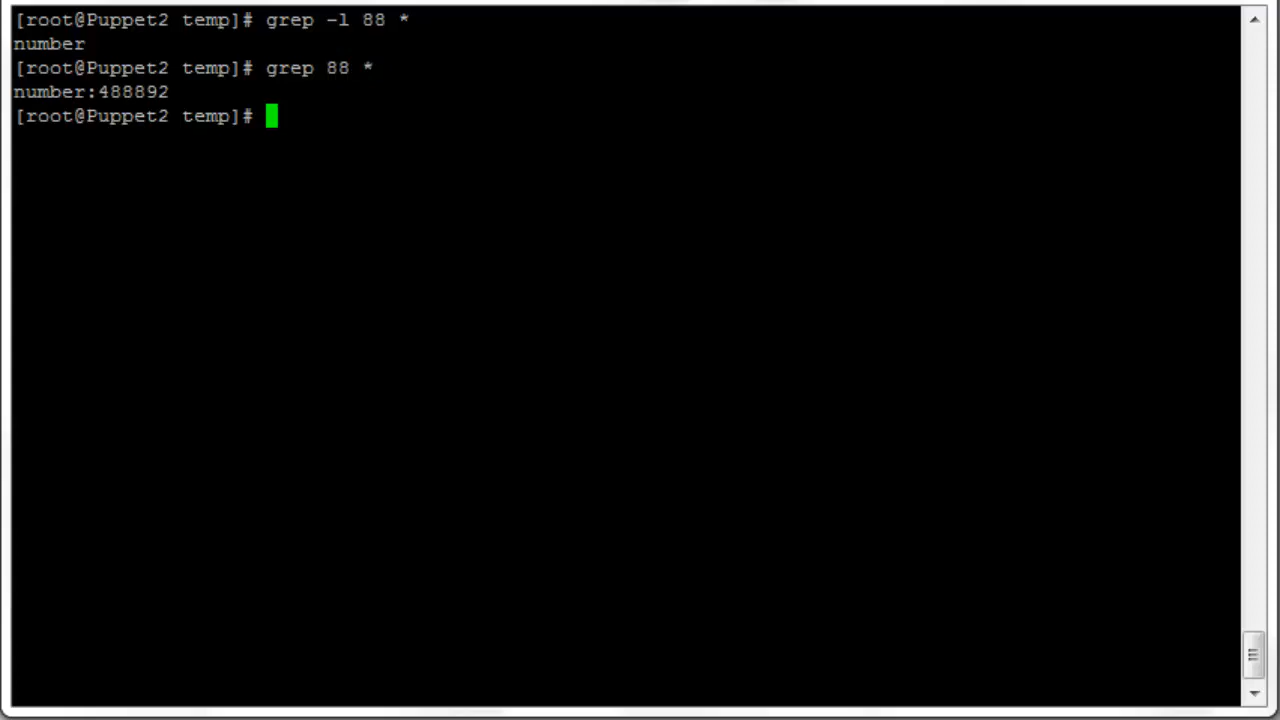 [root@Puppet2 temp]# grep -l 88 *
number
[root@Puppet2 temp]# grep 88 *
number:488892
[root@Puppet2 temp]#